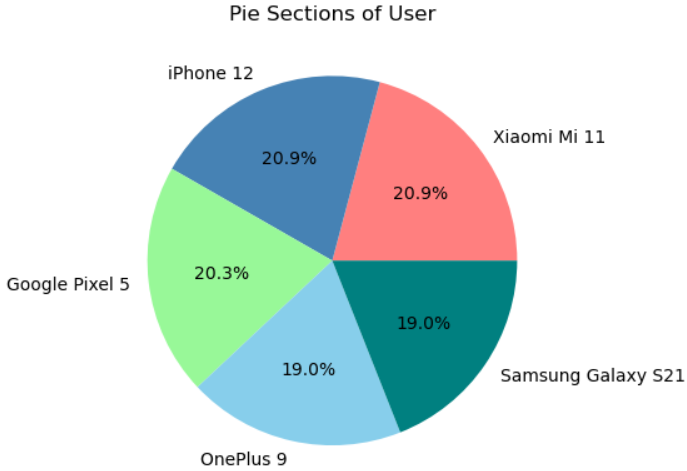 Pie Sections of User
iPhone 12
Xiaomi Mi 11
20.9%
20.9%
Google Pixel 5
20.3%
19.0%
19.0%
Samsung Galaxy S21
OnePlus 9